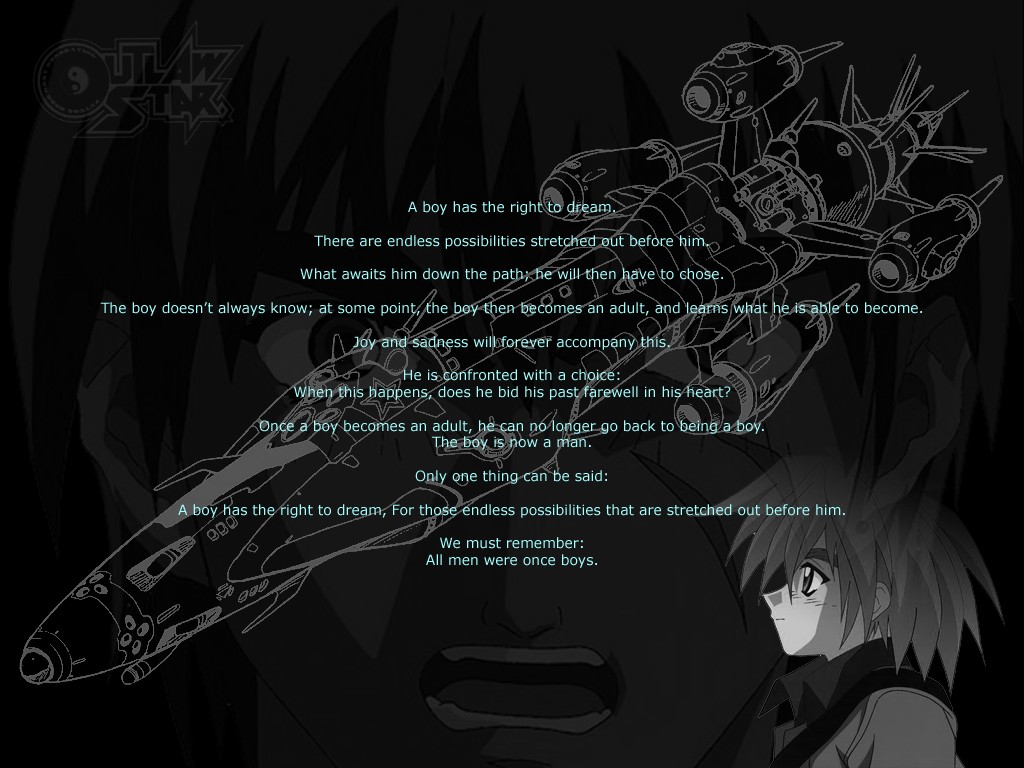 OUTLAW
STAR
A boy has the right to dream.
There are endless possibilities stretched out before him.
What awaits him down the path; he will then have to chose.
The boy doesn't always know; at some point, the boy then becomes an adult, and learns what he is able to become.
Joy and sadness will forever accompany this.
He is confronted with a choice:
When this happens, does he bid his past farewell in his heart?
Once a boy becomes an adult, he can no longer go back to being a boy.
The boy is now a man.
Only one thing can be said:
A boy has the right to dream, For those endless possibilities that are stretched out before him.
We must remember:
All men were once boys.